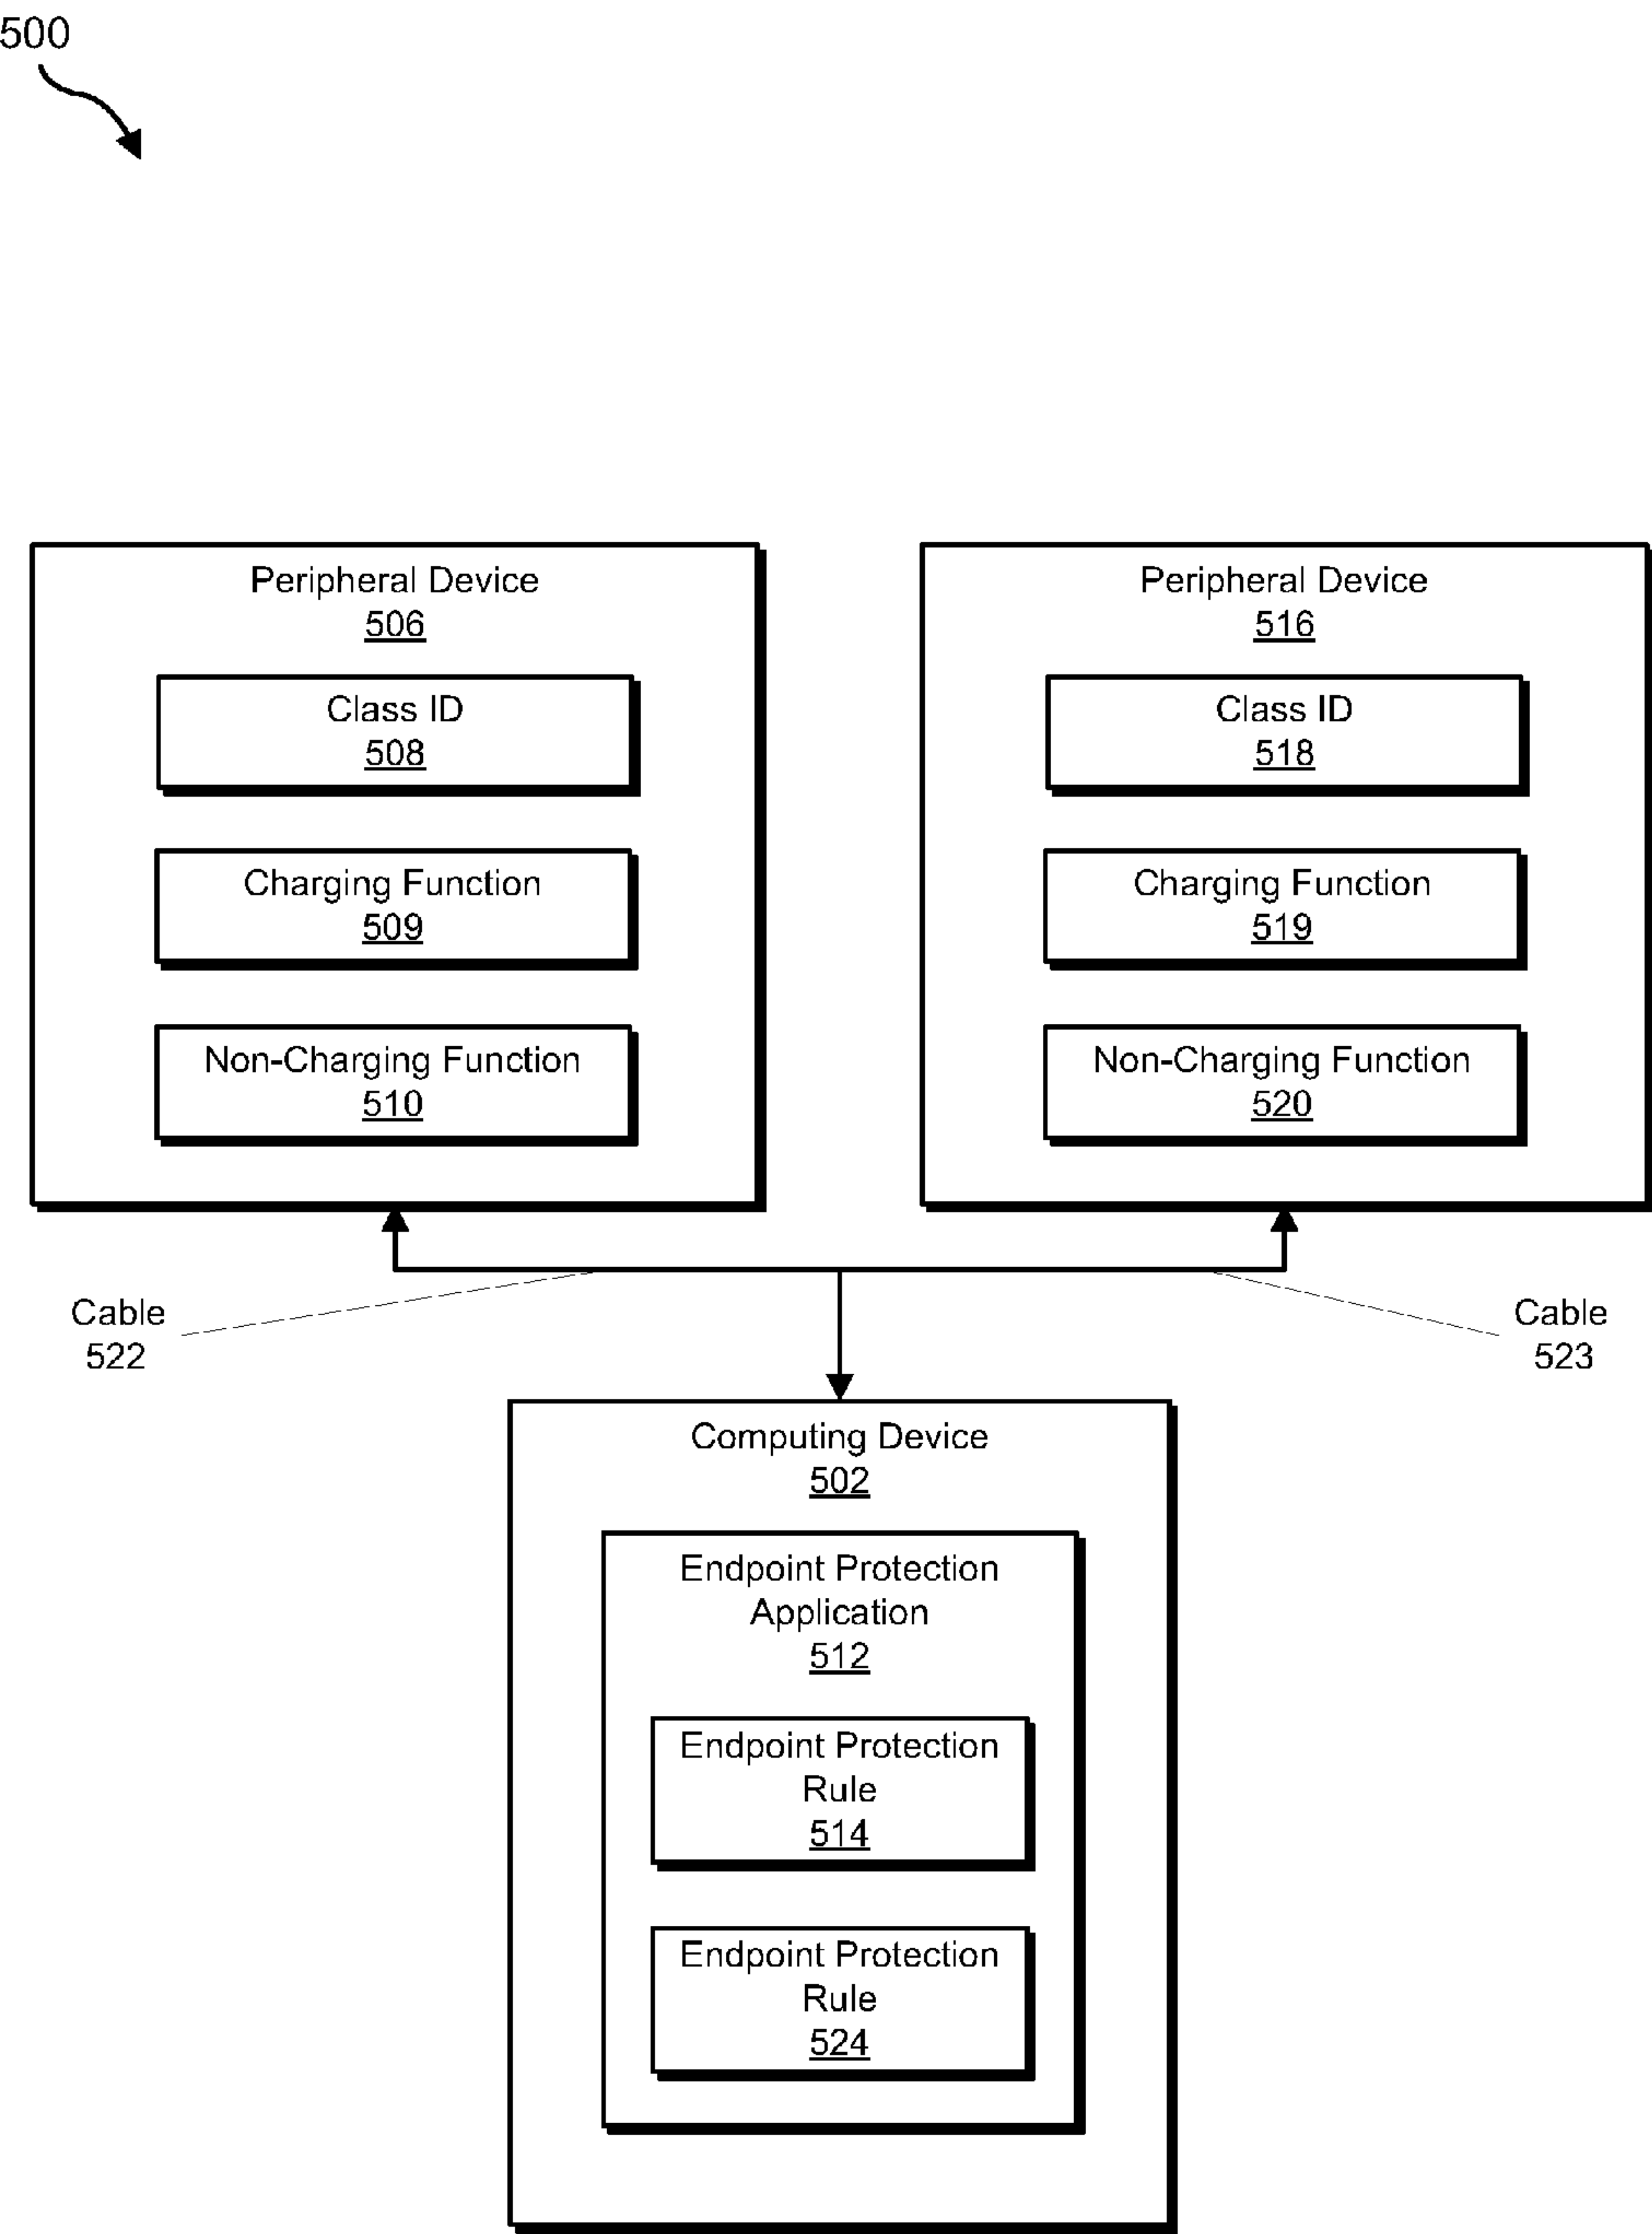 500
Peripheral Device
506
Class ID
508
Charging Function
509
Non-Charging Function
510
Peripheral Device
516
Class ID
518
Charging Function
519
Non-Charging Function
520
Cable
522
Cable
523
Computing Device
502
Endpoint Protection
Application
512
Endpoint Protection
Rule
514
Endpoint Protection
Rule
524